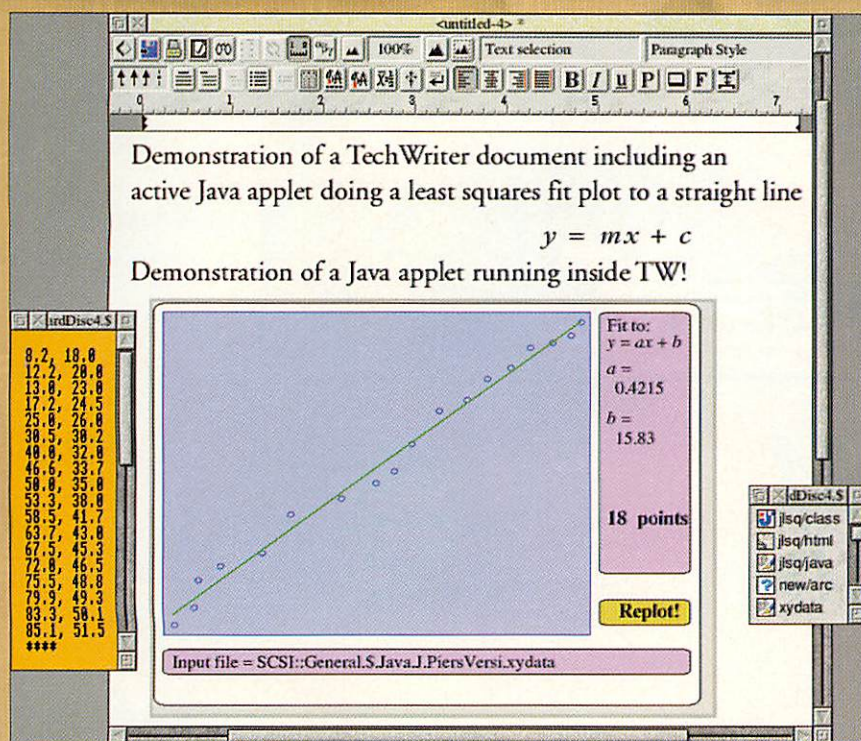 <untitled-4> *
100%
Text selection
Paragraph Style
B I u P F
0 1 2 3 4 5 6 7
Demonstration of a TechWriter document including an
active Java applet doing a least squares fit plot to a straight line
y = mx + c
Demonstration of a Java applet running inside TW!
rdDisc4.$
8.2, 18.0
12.2, 20.0
13.0, 23.0
17.2, 24.5
25.0, 26.0
30.5, 30.2
40.0, 32.0
46.6, 33.7
50.0, 35.0
53.3, 38.0
58.5, 41.7
63.7, 43.0
67.5, 45.3
72.0, 46.5
75.5, 48.8
79.9, 49.3
83.3, 50.1
85.1, 51.5
****
Fit to:
y = ax + b
a =
0.4215
b =
15.83
18 points
Replot!
Input file = SCSI::General.$.Java.J.PiersVersi.xydata
dDisc4.$
jlsq/class
jlsq/html
jlsq/java
new/arc
xydata